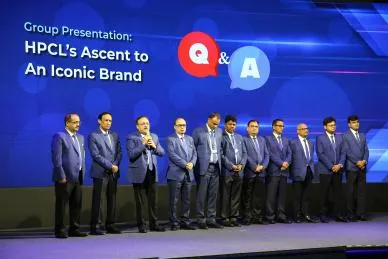 Group Presentation:
HPCL's Ascent to
An Iconic Brand
Q & A